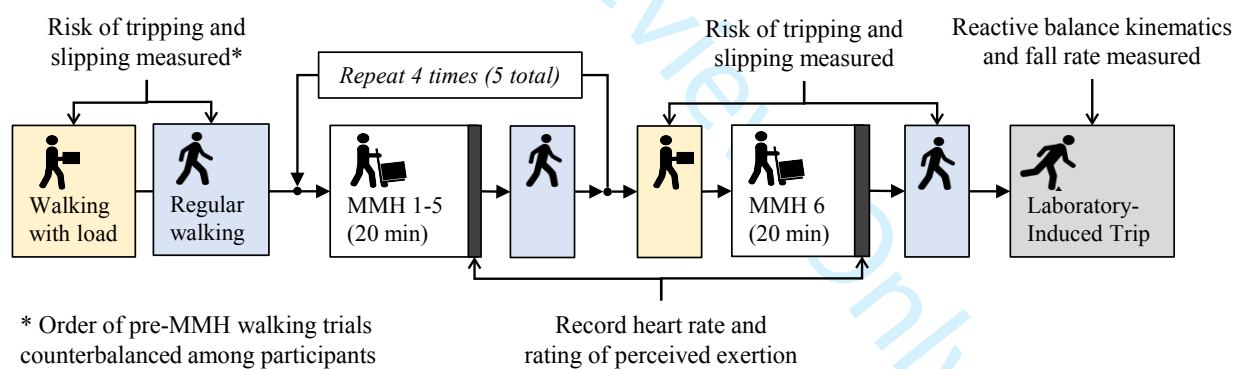 Risk of tripping and
slipping measured*
Risk of tripping and
slipping measured
Reactive balance kinematics
and fall rate measured
Repeat 4 times (5 total)
Walking
with load
Regular
walking
MMH 1-5
(20 min)
MMH 6
(20 min)
Laboratory-
Induced Trip
* Order of pre-MMH walking trials
counterbalanced among participants
Record heart rate and
rating of perceived exertion